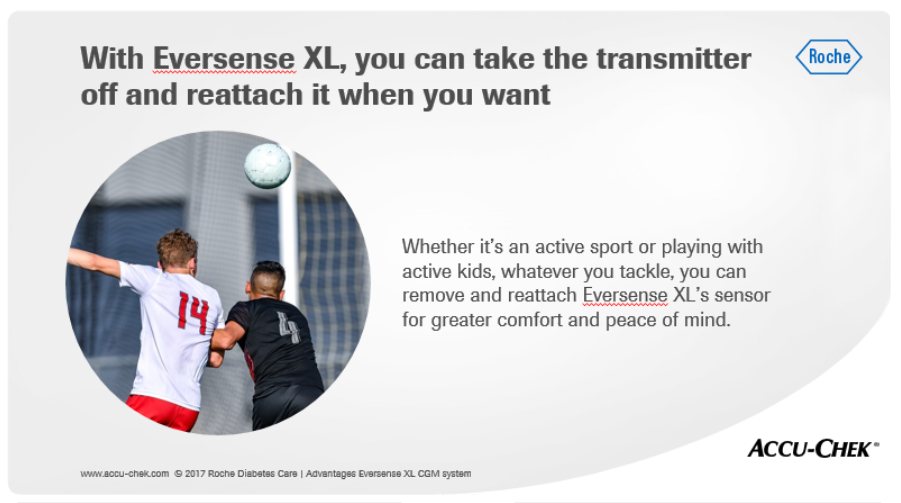 With Eversense XL, you can take the transmitter
off and reattach it when you want
Roche
14
4
Whether it's an active sport or playing with
active kids, whatever you tackle, you can
remove and reattach Eversense XL's sensor
for greater comfort and peace of mind.
ACCU-CHEK®
www.accu-chek.com © 2017 Roche Diabetes Care | Advantages Eversense XL CGM system